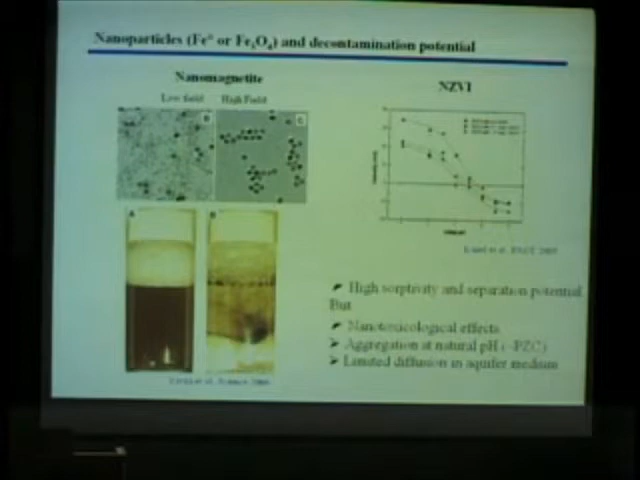 Nanoparticles (Fe° or Fe3O4) and decontamination potential
Nanomagnetite
NZVI
Low field High Field
B
C
A
B
High sorptivity and separation potential
But
Nanotoxicological effects
Aggregation at natural pH (~PZC)
Limited diffusion in aquifer medium